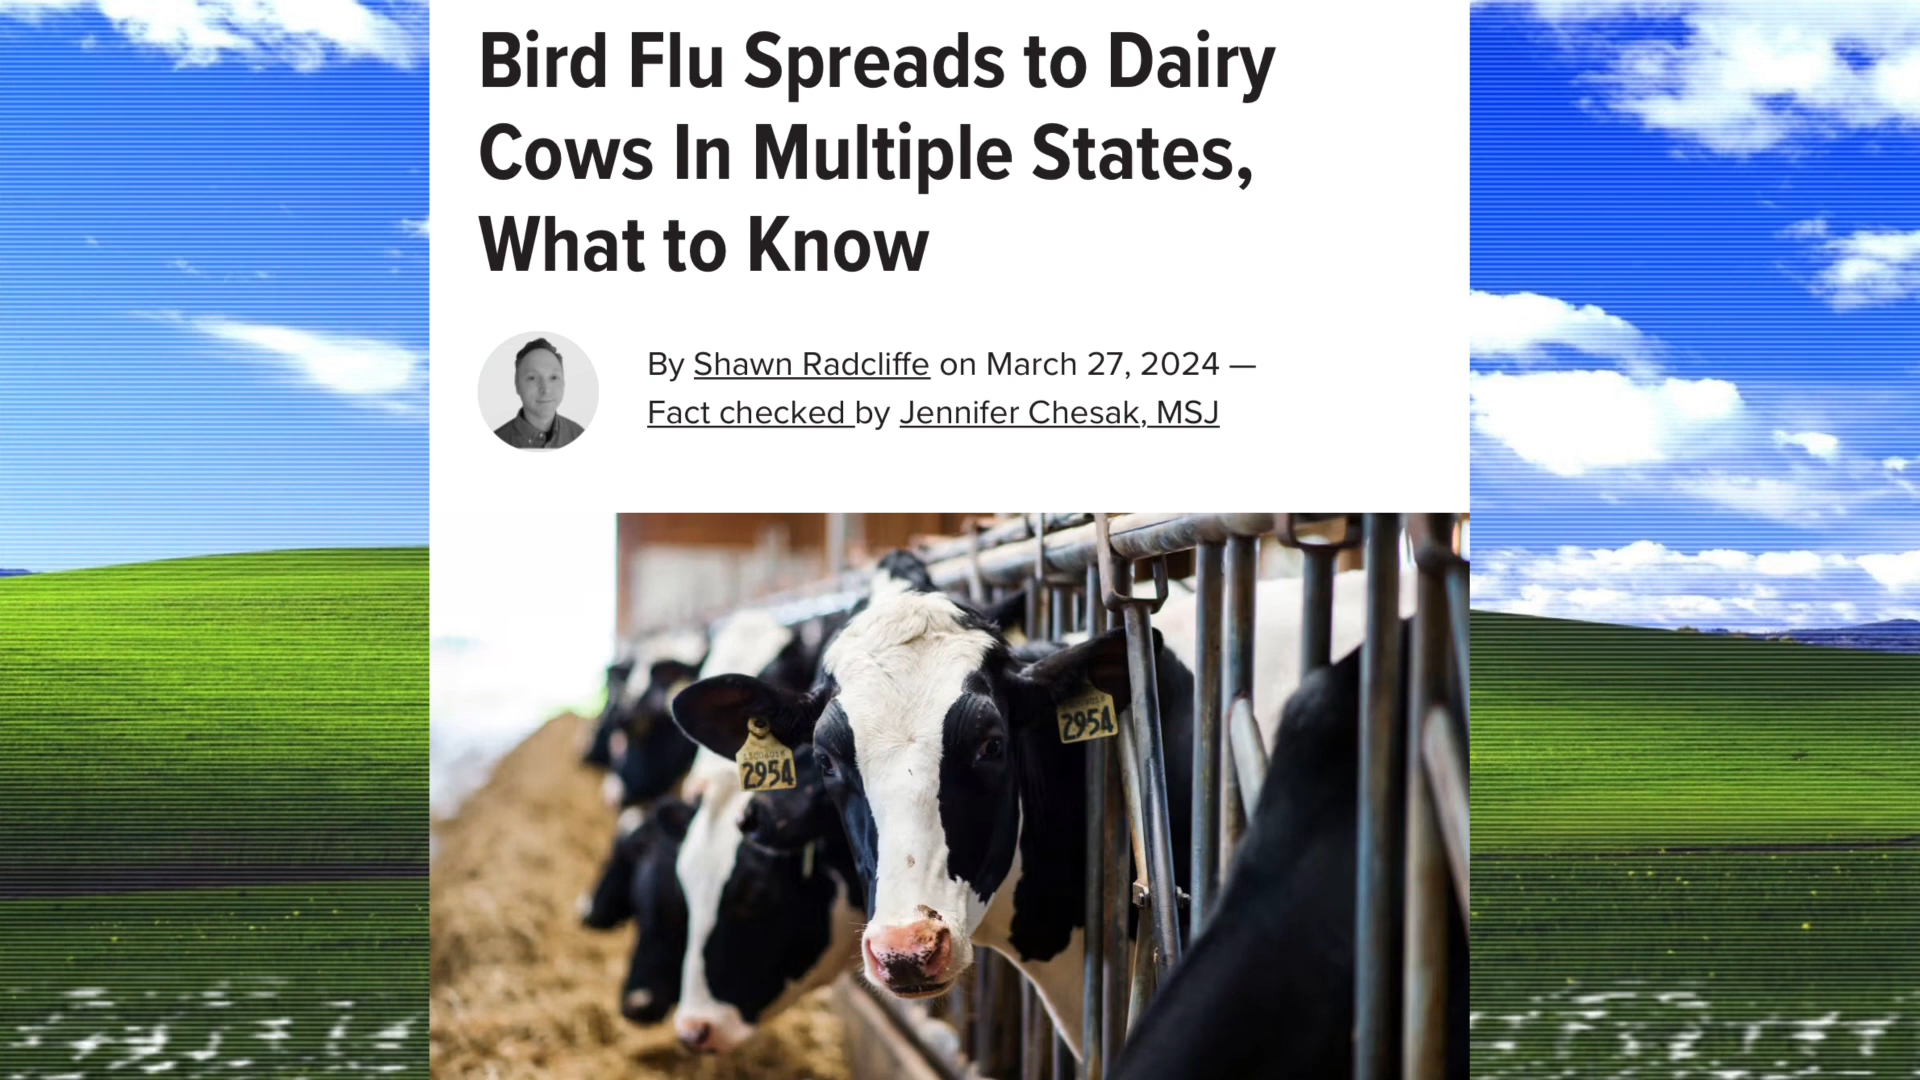 Bird Flu Spreads to Dairy
Cows In Multiple States,
What to Know
By Shawn Radcliffe on March 27, 2024 —
Fact checked by Jennifer Chesak, MSJ
2954
2954